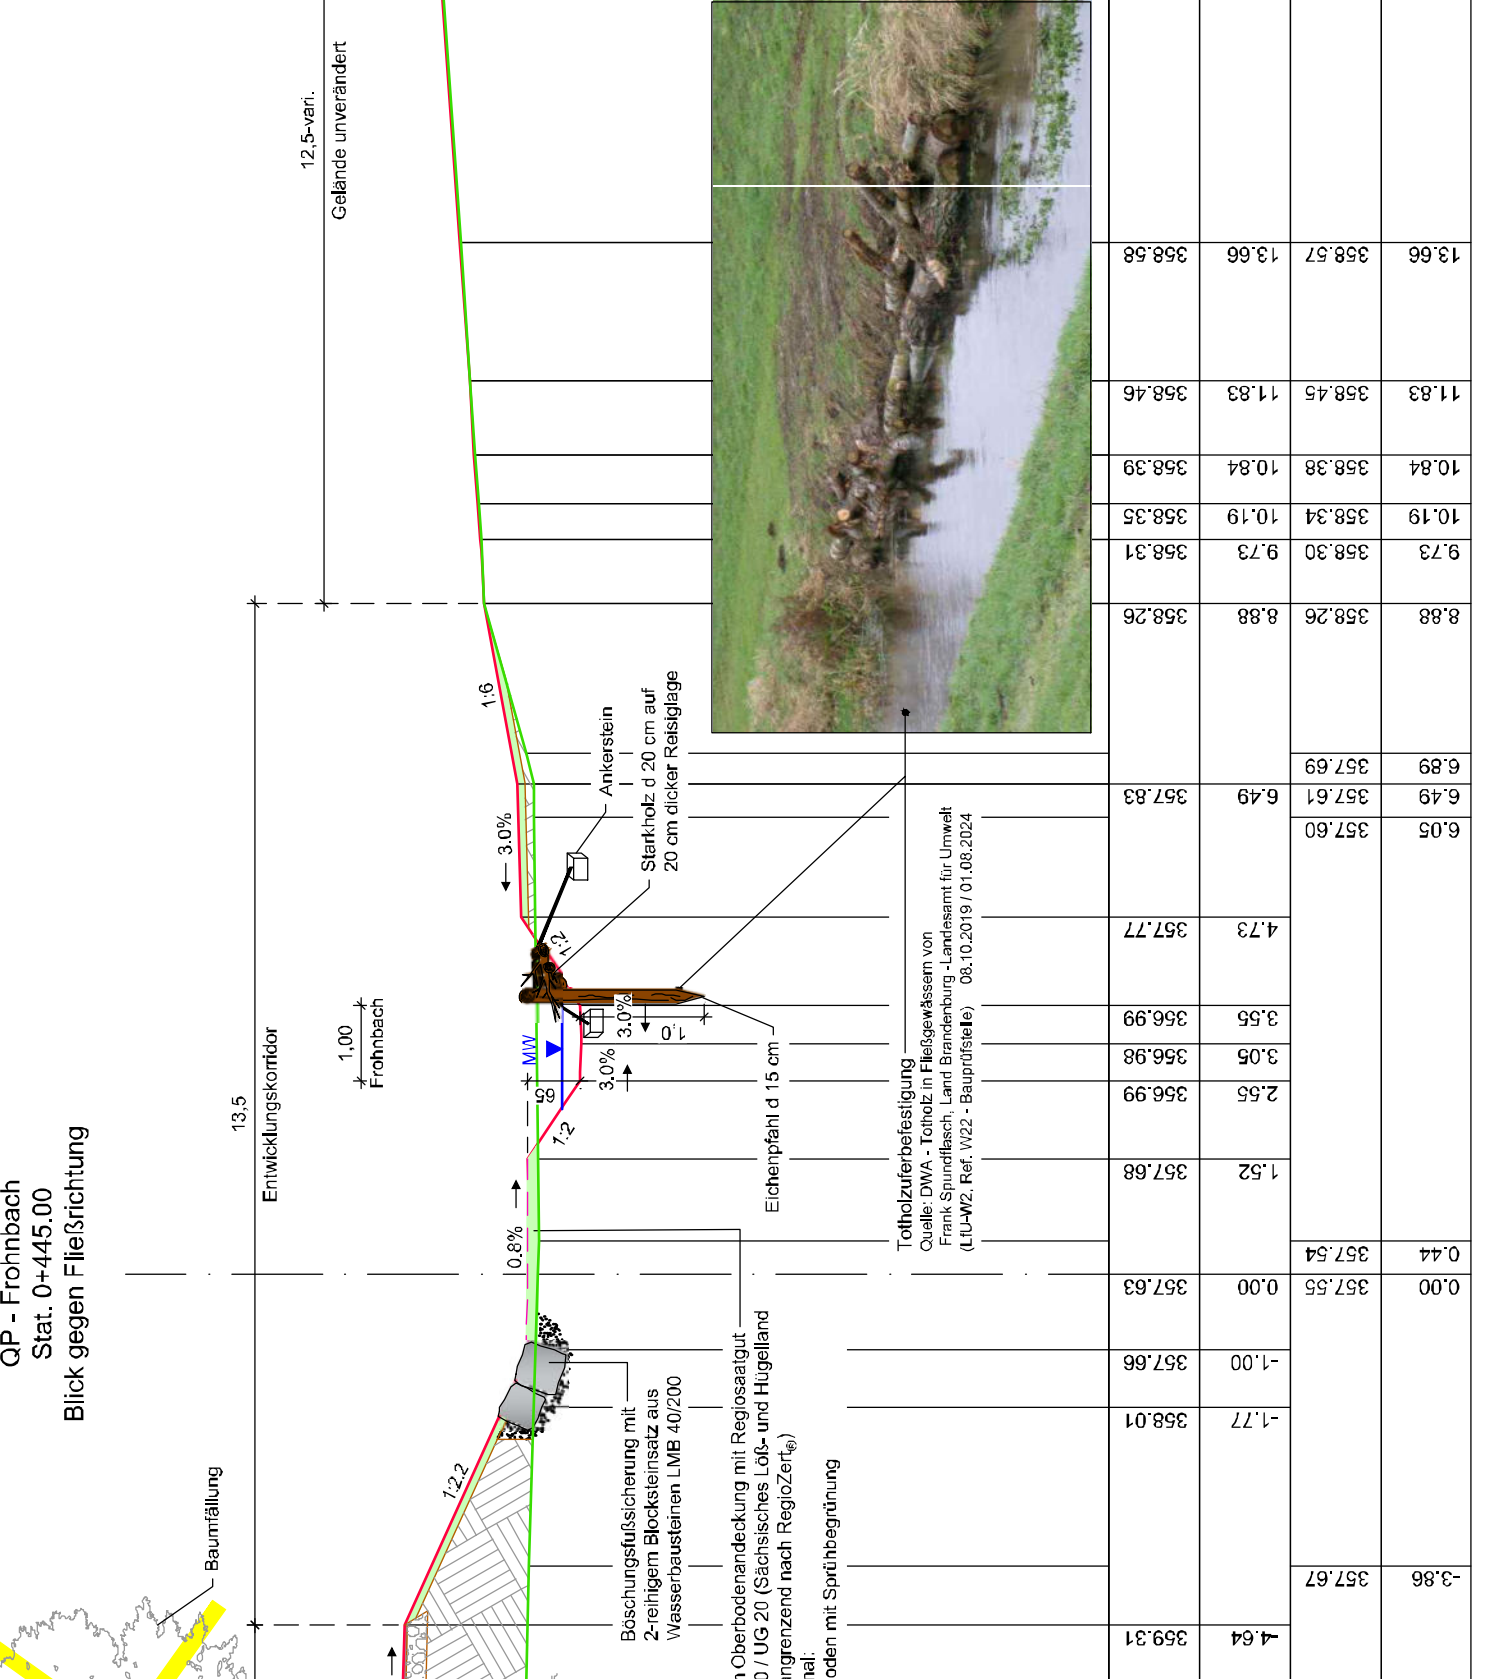 QP - Frohnbach
Stat. 0+445.00
Blick gegen Fließrichtung
Baumfällung
13,5
Entwicklungskorridor
12,5-vari.
Gelände unverändert
1,00
Frohnbach
1:2.2
0.8%
1:2
65
MW
3.0%
3.0%
1.0
1:2
3.0%
1:6
Ankerstein
Starkholz d 20 cm auf
20 cm dicker Reisiglage
Eichenpfahl d 15 cm
Böschungsfußsicherung mit
2-reihigem Blocksteinsatz aus
Wasserbausteinen LMB 40/200
Oberbodenandeckung mit Regiosaatgut
/ UG 20 (Sächsisches Löß- und Hügelland
ngrenzend nach RegioZert®)
nal:
oden mit Sprühbegrünung
Totholzuferbefestigung
Quelle: DWA - Totholz in Fließgewässern von
Frank Spundflasch, Land Brandenburg -Landesamt für Umwelt
(LfU-W2, Ref. W22 - Bauprüfstelle) 08.10.2019 / 01.08.2024
359.31 358.01 357.66 357.63 357.68 356.99 356.98 356.99 357.77 357.83 358.26 358.31 358.35 358.39 358.46 358.58
-4.64 -1.77 -1.00 0.00 1.52 2.55 3.05 3.55 4.73 6.49 8.88 9.73 10.19 10.84 11.83 13.66
357.67 357.55 357.54 357.60 357.61 357.69 358.26 358.30 358.34 358.38 358.45 358.57
-3.86 0.00 0.44 6.05 6.49 6.89 8.88 9.73 10.19 10.84 11.83 13.66